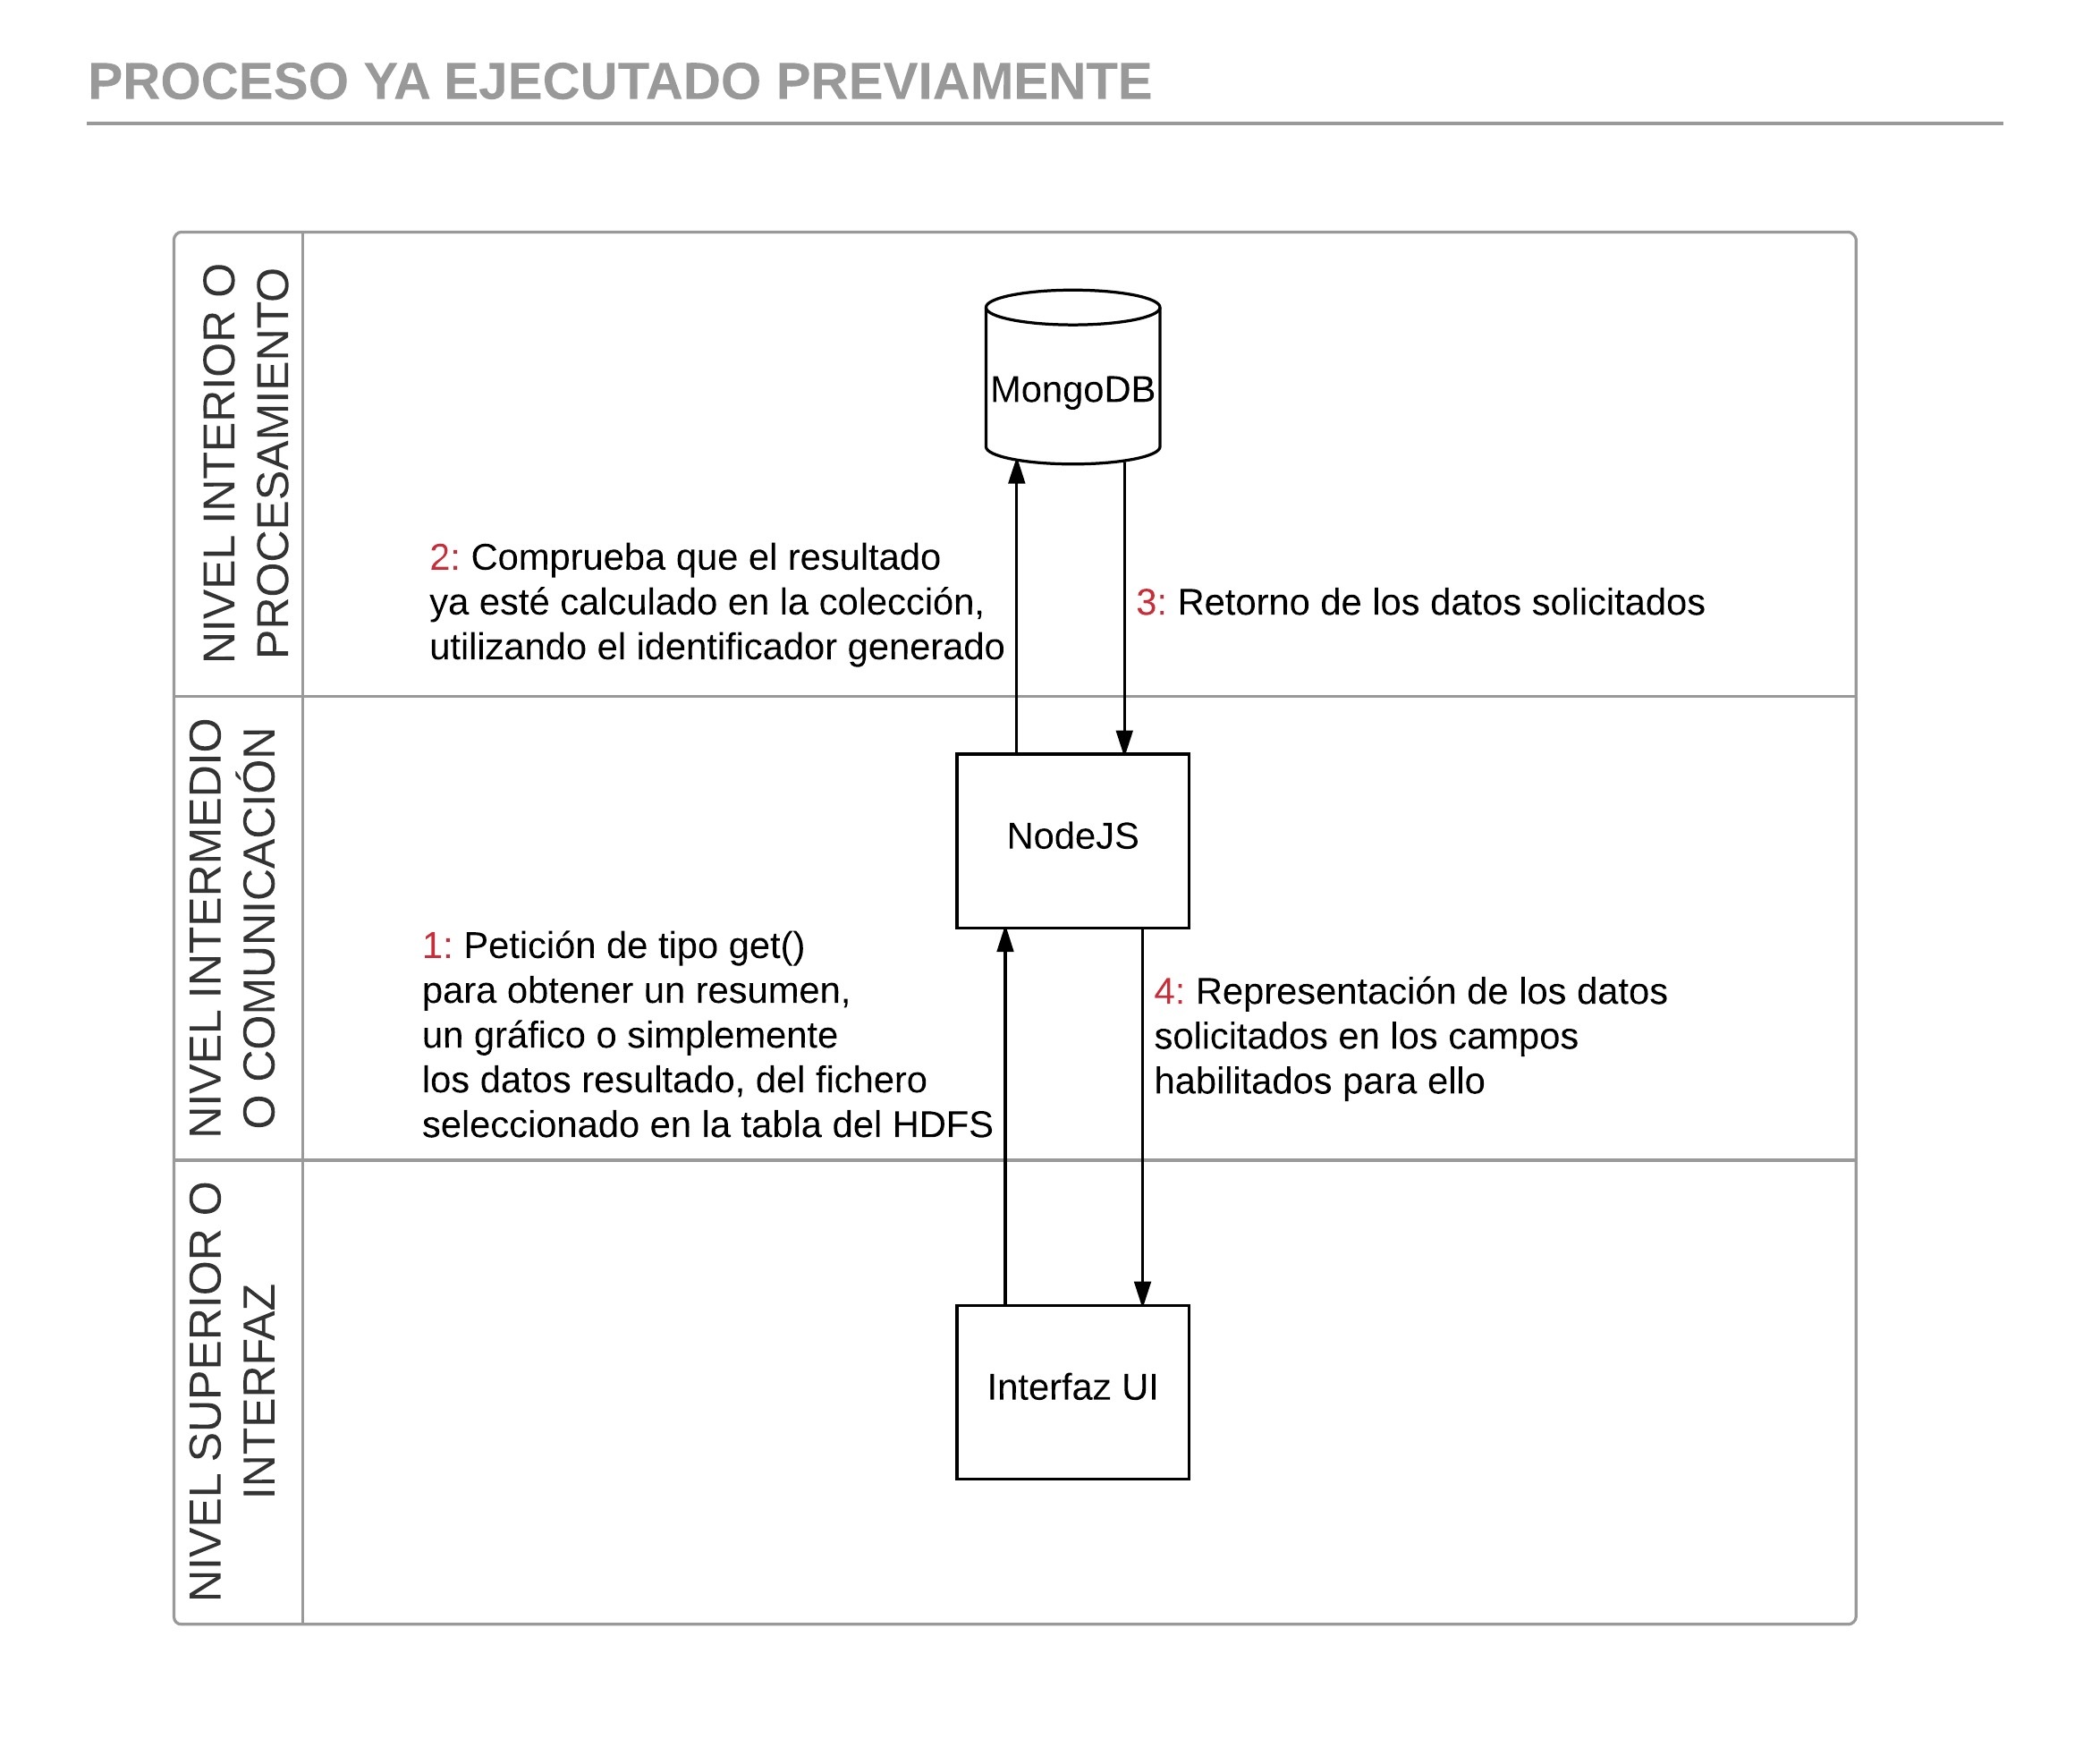 PROCESO YA EJECUTADO PREVIAMENTE
NIVEL INTERIOR O
PROCESAMIENTO
MongoDB
2: Comprueba que el resultado
ya esté calculado en la colección,
utilizando el identificador generado
3: Retorno de los datos solicitados
NIVEL INTERMEDIO
O COMUNICACIÓN
NodeJS
1: Petición de tipo get()
para obtener un resumen,
un gráfico o simplemente
los datos resultado, del fichero
seleccionado en la tabla del HDFS
4: Representación de los datos
solicitados en los campos
habilitados para ello
NIVEL SUPERIOR O
INTERFAZ
Interfaz UI